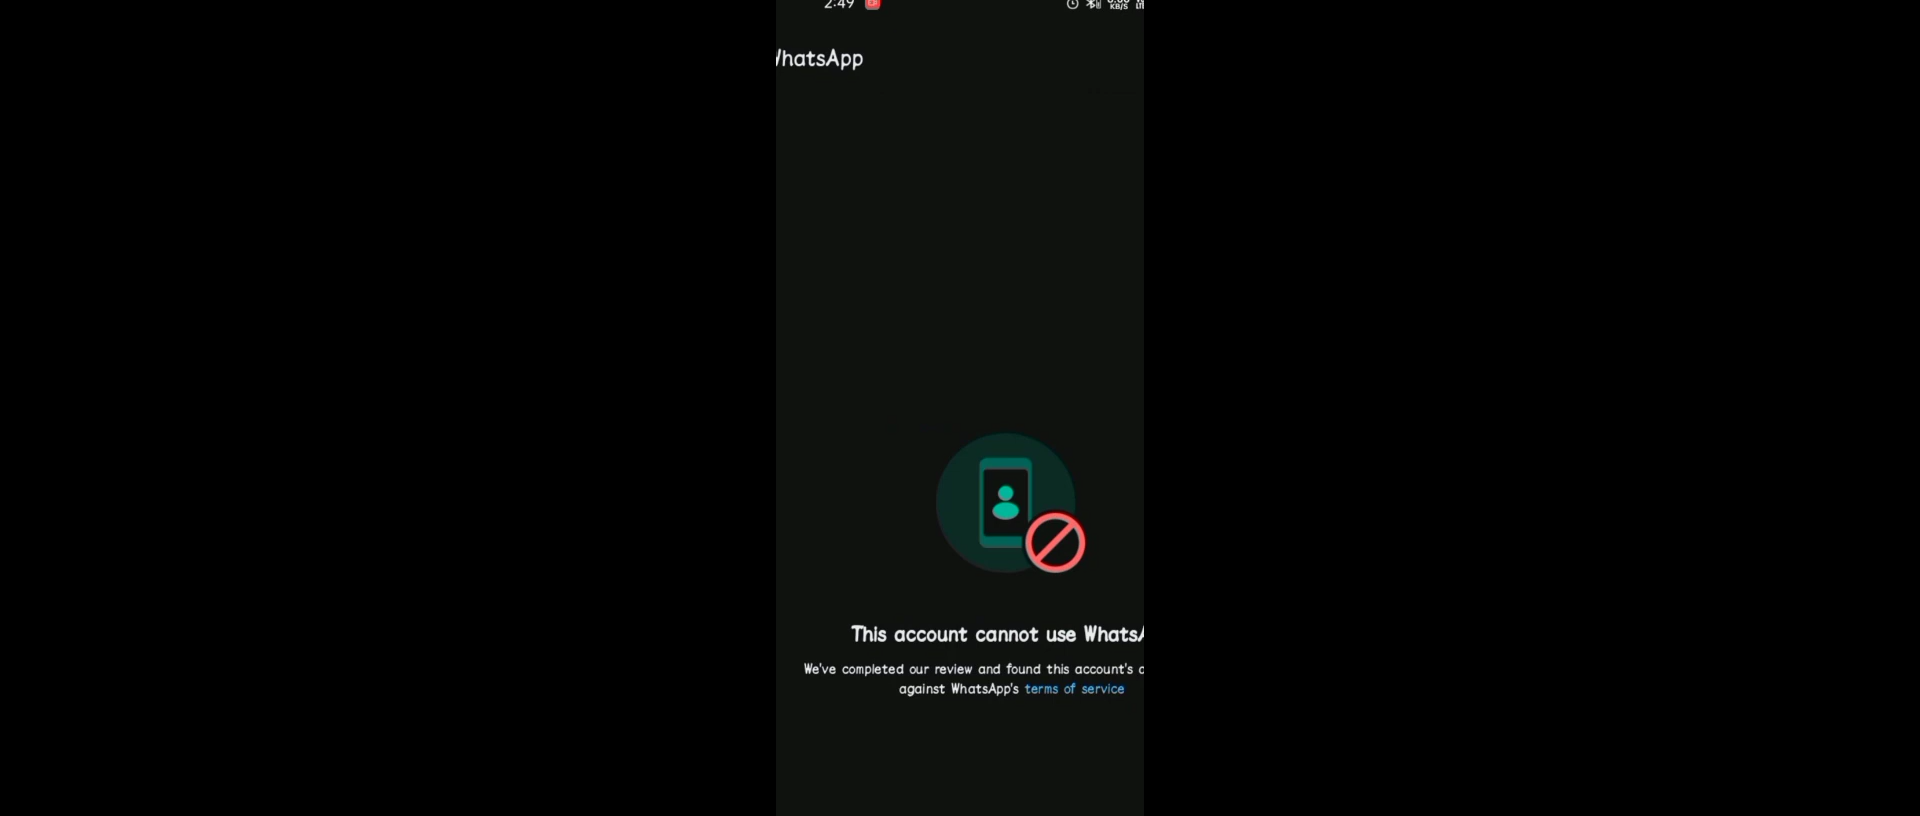 2:49
WhatsApp
This account cannot use Whats
We've completed our review and found this account's
against WhatsApp's terms of service